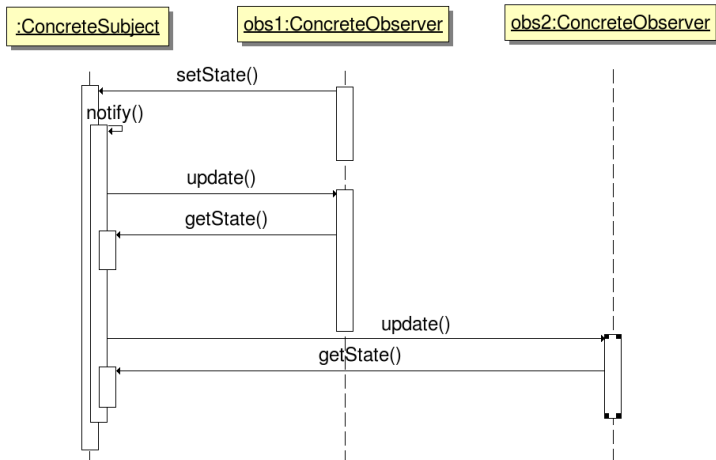 :ConcreteSubject
obs1:ConcreteObserver
obs2:ConcreteObserver
setState()
notify()
update()
getState()
update()
getState()